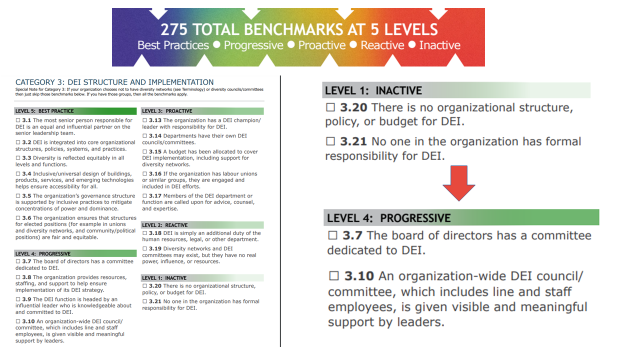 275 TOTAL BENCHMARKS AT 5 LEVELS
Best Practices ● Progressive ● Proactive ● Reactive ● Inactive
CATEGORY 3: DEI STRUCTURE AND IMPLEMENTATION
Special Note for Category 3: If your organization chooses not to have diversity networks (see Terminology) or diversity councils/committees
then just skip those benchmarks below. If you have those groups, then all the benchmarks apply.
LEVEL 5: BEST PRACTICE
☐ 3.1 The most senior person responsible for
DEI is an equal and influential partner on the
senior leadership team.
☐ 3.2 DEI is integrated into core organizational
structures, policies, systems, and practices.
☐ 3.3 Diversity is reflected equitably in all
levels and functions.
☐ 3.4 Inclusive/universal design of buildings,
products, services, and emerging technologies
helps ensure accessibility for all.
☐ 3.5 The organization's governance structure
is supported by inclusive practices to mitigate
concentrations of power and dominance.
☐ 3.6 The organization ensures that structures
for elected positions (for example in unions
and diversity networks, and community/political
positions) are fair and equitable.
LEVEL 4: PROGRESSIVE
☐ 3.7 The board of directors has a committee
dedicated to DEI.
☐ 3.8 The organization provides resources,
staffing, and support to help ensure
implementation of its DEI strategy.
☐ 3.9 The DEI function is headed by an
influential leader who is knowledgeable about
and committed to DEI.
☐ 3.10 An organization-wide DEI council/
committee, which includes line and staff
employees, is given visible and meaningful
support by leaders.
LEVEL 3: PROACTIVE
☐ 3.13 The organization has a DEI champion/
leader with responsibility for DEI.
☐ 3.14 Departments have their own DEI
councils/committees.
☐ 3.15 A budget has been allocated to cover
DEI implementation, including support for
diversity networks.
☐ 3.16 If the organization has labour unions
or similar groups, they are engaged and
included in DEI efforts.
☐ 3.17 Members of the DEI department or
function are called upon for advice, counsel,
and expertise.
LEVEL 2: REACTIVE
☐ 3.18 DEI is simply an additional duty of the
human resources, legal, or other department.
☐ 3.19 Diversity networks and DEI
committees may exist, but they have no real
power, influence, or resources.
LEVEL 1: INACTIVE
☐ 3.20 There is no organizational structure,
policy, or budget for DEI.
☐ 3.21 No one in the organization has formal
responsibility for DEI.
LEVEL 1: INACTIVE
☐ 3.20 There is no organizational structure,
policy, or budget for DEI.
☐ 3.21 No one in the organization has formal
responsibility for DEI.
LEVEL 4: PROGRESSIVE
☐ 3.7 The board of directors has a committee
dedicated to DEI.
☐ 3.10 An organization-wide DEI council/
committee, which includes line and staff
employees, is given visible and meaningful
support by leaders.